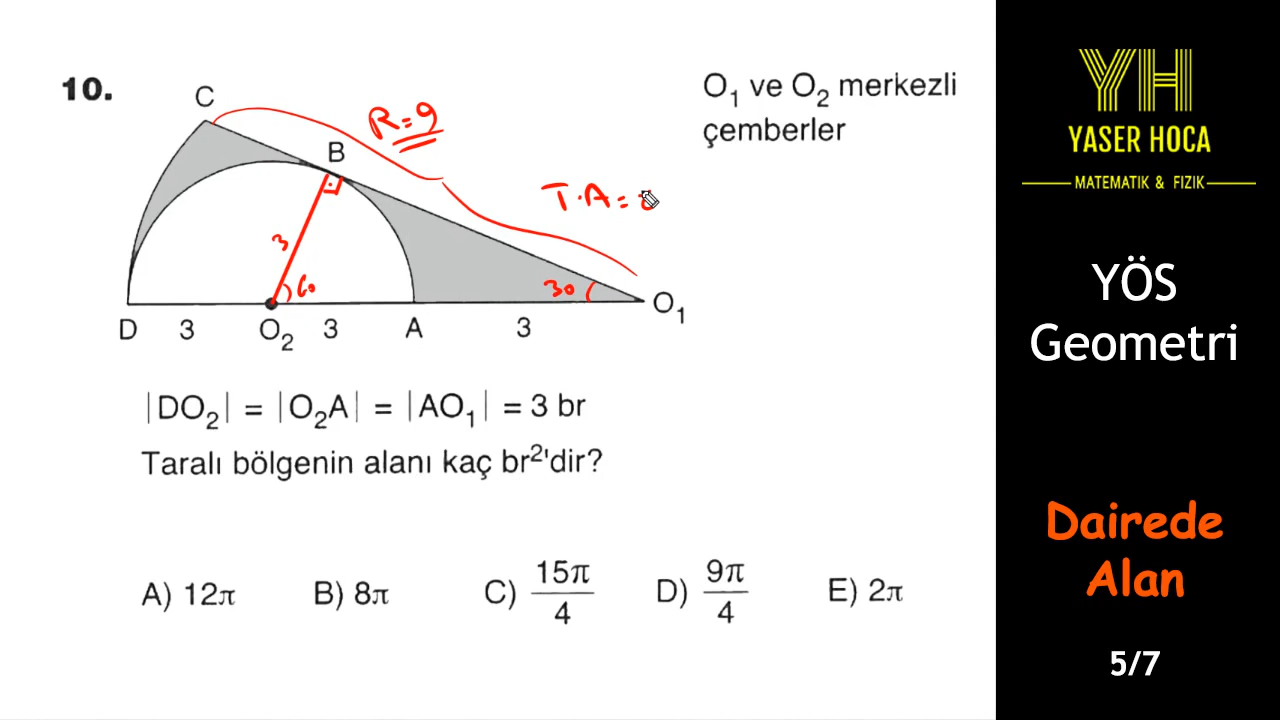 10.
C
R=9
B
T.A=
3
60
30
D
3
O₂
3
A
3
O₁
O₁ ve O₂ merkezli
çemberler
|DO₂| = |O₂A| = |AO₁| = 3 br
Taralı bölgenin alanı kaç br²'dir?
A) 12π
B) 8π
C) 15π/4
D) 9π/4
E) 2π
YH
YASER HOCA
MATEMATIK & FIZIK
YÖS
Geometri
Dairede
Alan
5/7